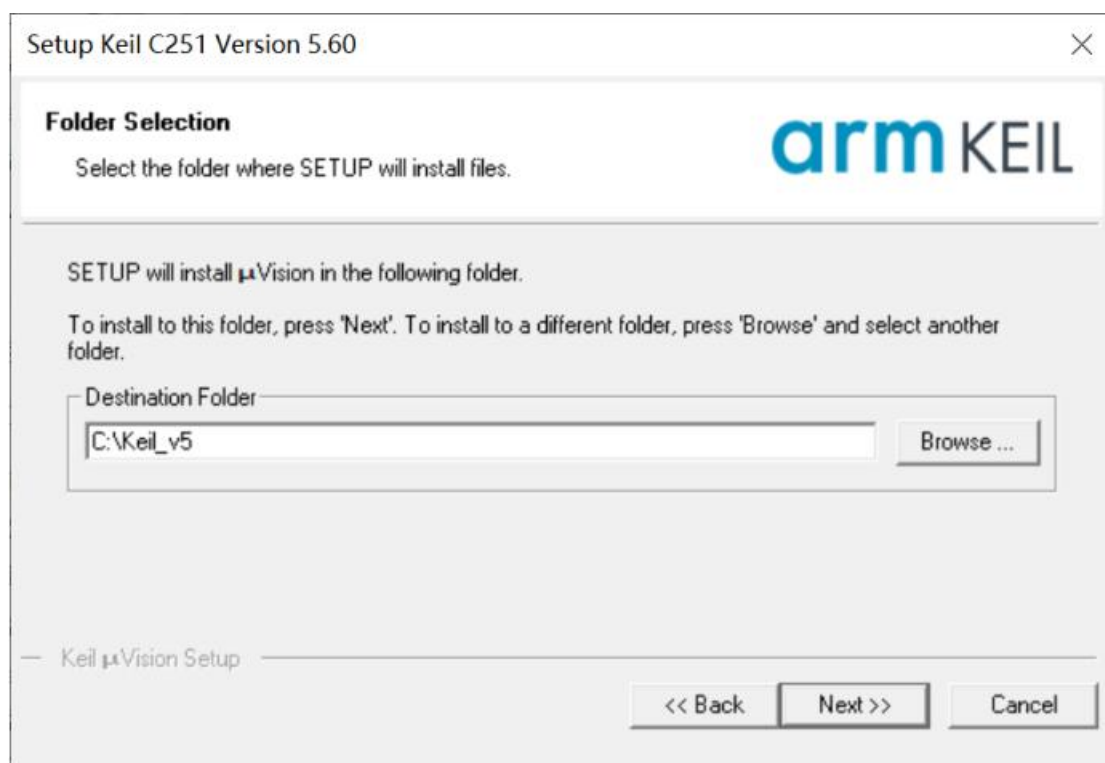 Setup Keil C251 Version 5.60
Folder Selection
Select the folder where SETUP will install files.
arm KEIL
SETUP will install µVision in the following folder.
To install to this folder, press 'Next'. To install to a different folder, press 'Browse' and select another
folder.
Destination Folder
C:\Keil_v5
Browse ...
Keil µVision Setup
<< Back
Next >>
Cancel